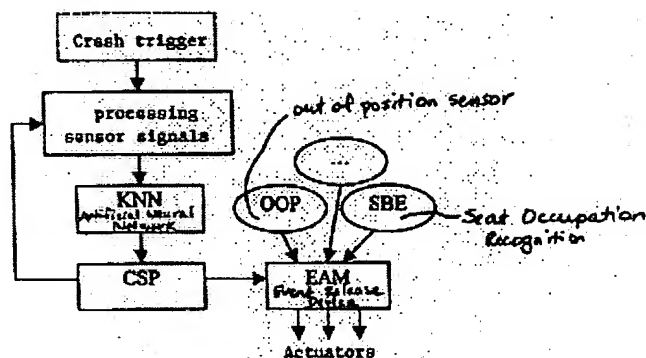 Crash trigger
processing
sensor signals
out of position sensor
...
KNN
Artificial Neural
Network
OOP
SBE
Seat Occupation
Recognition
CSP
EAM
Event Release
Device
Actuators